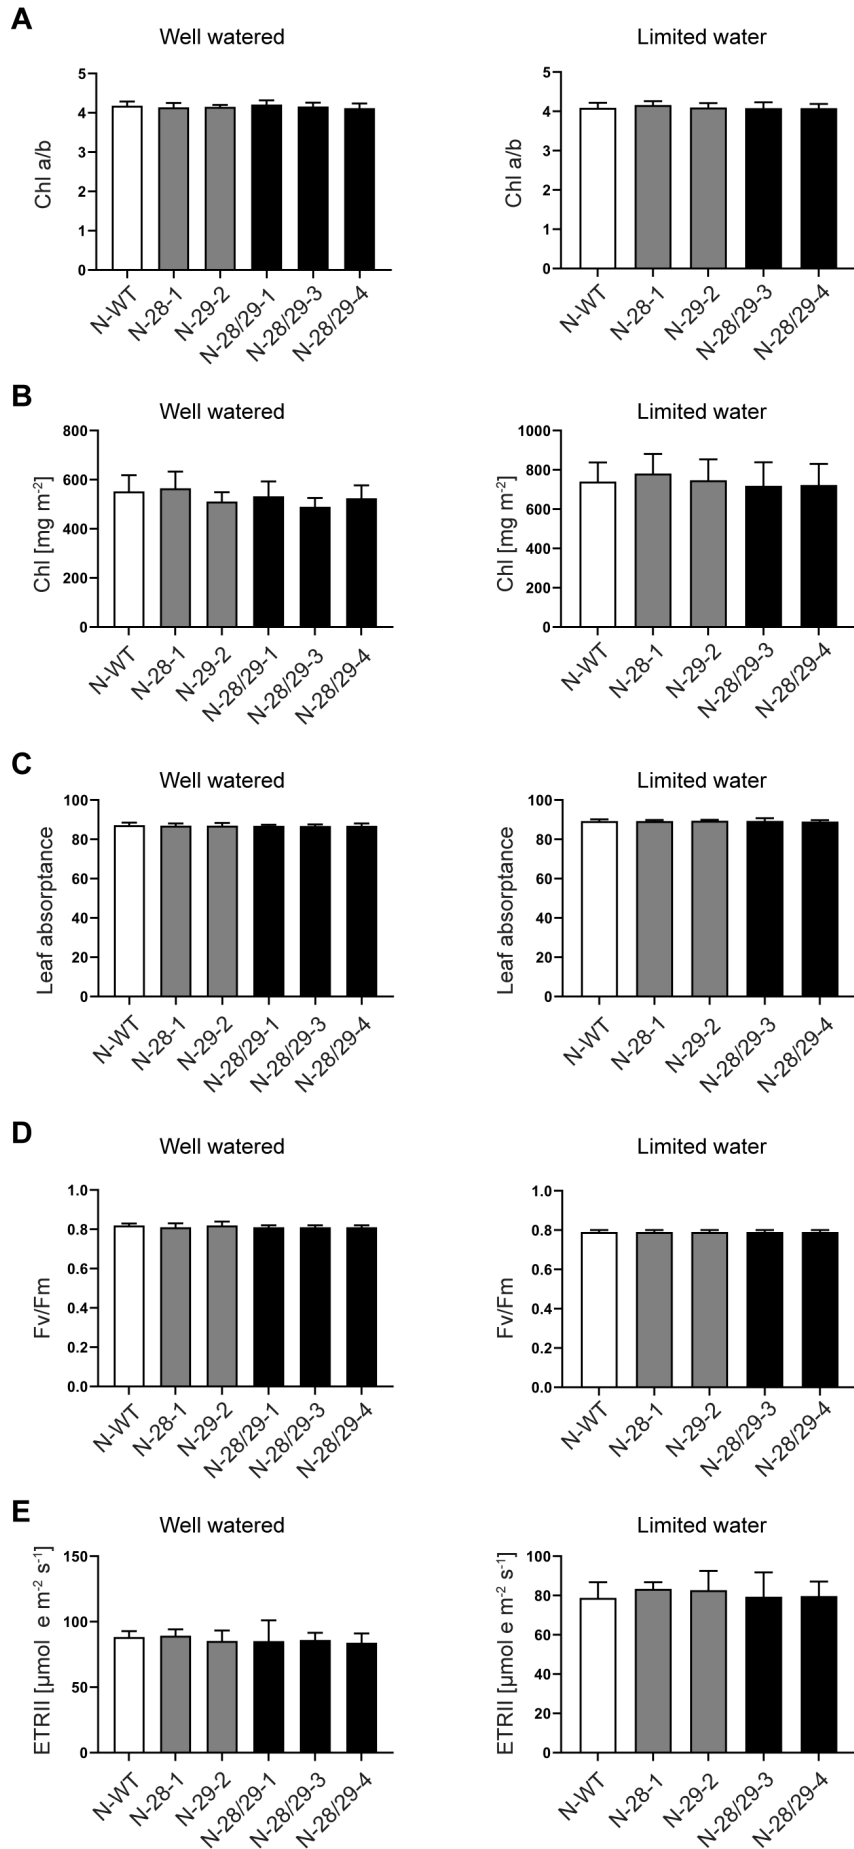 A
Well watered
Limited water
Chl a/b
5
4
3
2
1
0
N-WT
N-28-1
N-29-2
N-28/29-1
N-28/29-3
N-28/29-4
Chl a/b
5
4
3
2
1
0
N-WT
N-28-1
N-29-2
N-28/29-3
N-28/29-4
B
Well watered
Limited water
Chl [mg m-2]
800
600
400
200
0
N-WT
N-28-1
N-29-2
N-28/29-1
N-28/29-3
N-28/29-4
Chl [mg m-2]
1000
800
600
400
200
0
N-WT
N-28-1
N-29-2
N-28/29-3
N-28/29-4
C
Well watered
Limited water
Leaf absorptance
100
80
60
40
20
0
N-WT
N-28-1
N-29-2
N-28/29-1
N-28/29-3
N-28/29-4
Leaf absorptance
100
80
60
40
20
0
N-WT
N-28-1
N-29-2
N-28/29-3
N-28/29-4
D
Well watered
Limited water
Fv/Fm
1.0
0.8
0.6
0.4
0.2
0.0
N-WT
N-28-1
N-29-2
N-28/29-1
N-28/29-3
N-28/29-4
Fv/Fm
1.0
0.8
0.6
0.4
0.2
0.0
N-WT
N-28-1
N-29-2
N-28/29-3
N-28/29-4
E
Well watered
Limited water
ETRII [µmol e m-2 s-1]
150
100
50
0
N-WT
N-28-1
N-29-2
N-28/29-1
N-28/29-3
N-28/29-4
ETRII [µmol e m-2 s-1]
100
80
60
40
20
0
N-WT
N-28-1
N-29-2
N-28/29-3
N-28/29-4